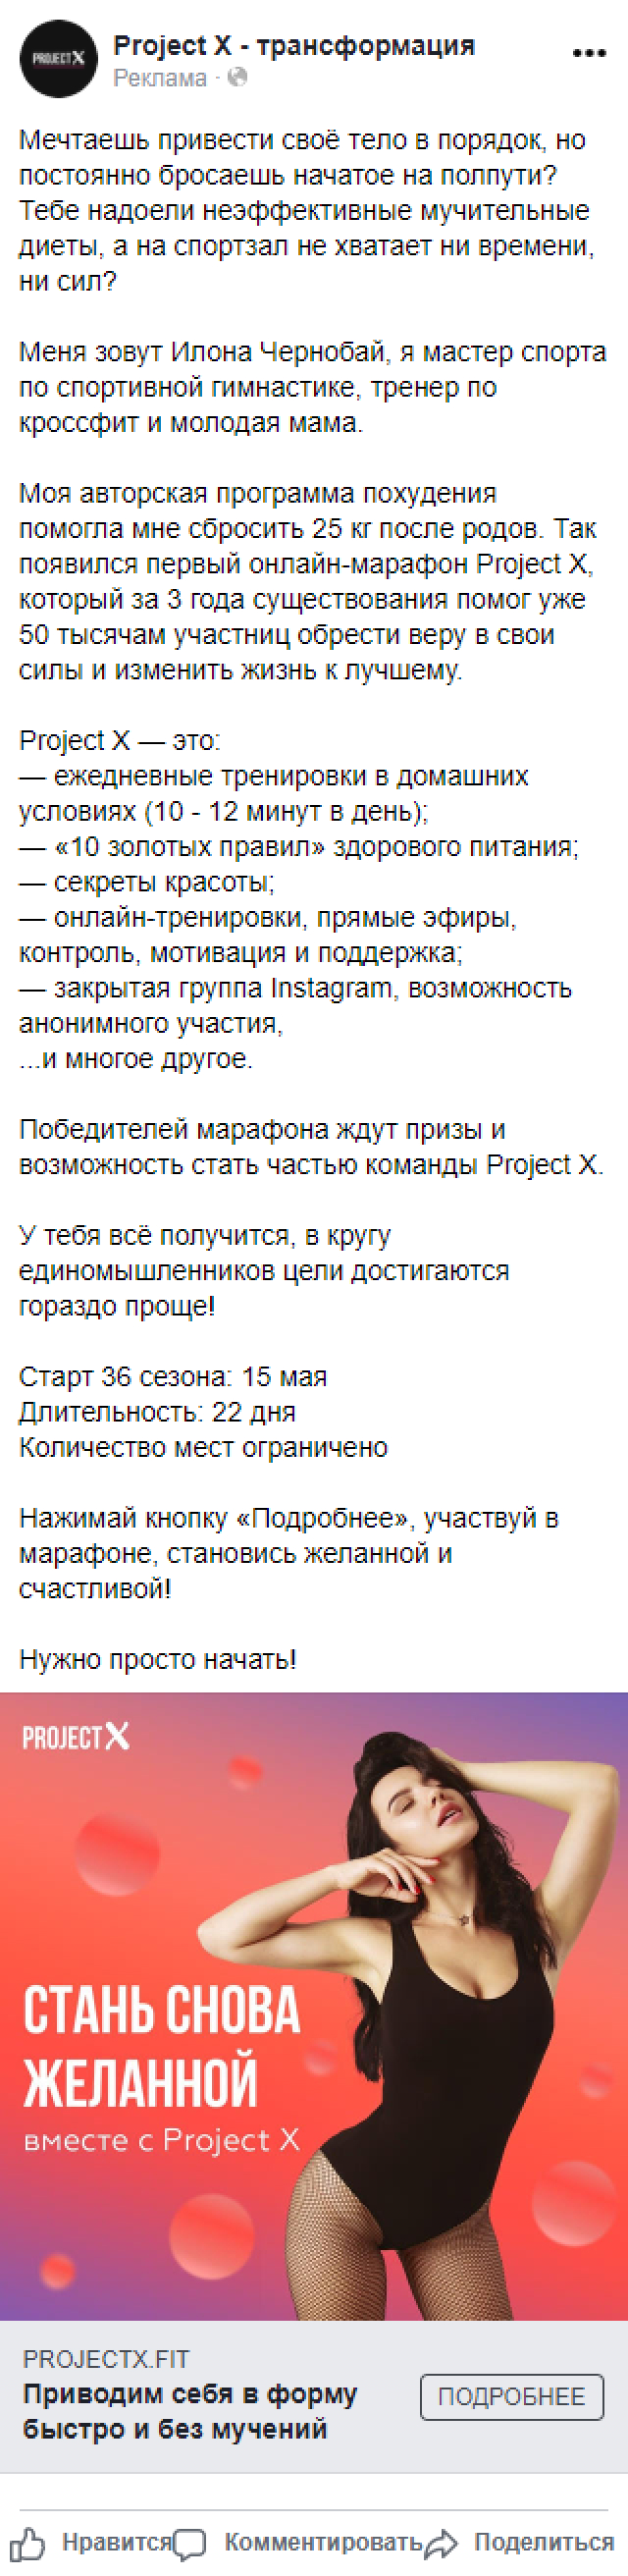 PROJECT X
Project X - трансформация
Реклама ·
Мечтаешь привести своё тело в порядок, но
постоянно бросаешь начатое на полпути?
Тебе надоели неэффективные мучительные
диеты, а на спортзал не хватает ни времени,
ни сил?
Меня зовут Илона Чернобай, я мастер спорта
по спортивной гимнастике, тренер по
кроссфит и молодая мама.
Моя авторская программа похудения
помогла мне сбросить 25 кг после родов. Так
появился первый онлайн-марафон Project X,
который за 3 года существования помог уже
50 тысячам участниц обрести веру в свои
силы и изменить жизнь к лучшему.
Project X — это:
— ежедневные тренировки в домашних
условиях (10 - 12 минут в день);
— «10 золотых правил» здорового питания;
— секреты красоты;
— онлайн-тренировки, прямые эфиры,
контроль, мотивация и поддержка;
— закрытая группа Instagram, возможность
анонимного участия,
...и многое другое.
Победителей марафона ждут призы и
возможность стать частью команды Project X.
У тебя всё получится, в кругу
единомышленников цели достигаются
гораздо проще!
Старт 36 сезона: 15 мая
Длительность: 22 дня
Количество мест ограничено
Нажимай кнопку «Подробнее», участвуй в
марафоне, становись желанной и
счастливой!
Нужно просто начать!
PROJECT X
СТАНЬ СНОВА
ЖЕЛАННОЙ
вместе с Project X
PROJECTX.FIT
Приводим себя в форму
быстро и без мучений
ПОДРОБНЕЕ
Нравится Комментировать Поделиться